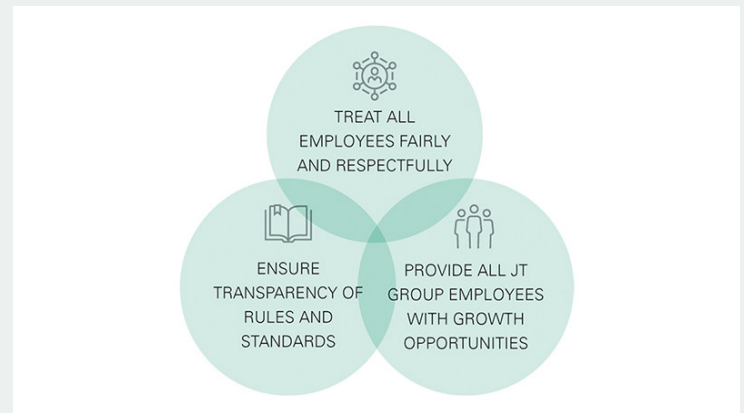 TREAT ALL
EMPLOYEES FAIRLY
AND RESPECTFULLY
ENSURE
TRANSPARENCY OF
RULES AND
STANDARDS
PROVIDE ALL JT
GROUP EMPLOYEES
WITH GROWTH
OPPORTUNITIES